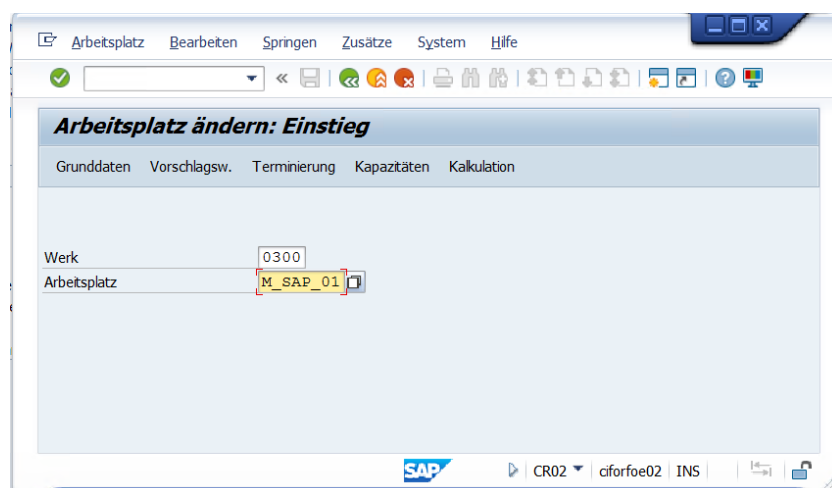 Arbeitsplatz Bearbeiten Springen Zusätze System Hilfe
Arbeitsplatz ändern: Einstieg
Grunddaten Vorschlagsw. Terminierung Kapazitäten Kalkulation
Werk 0300
Arbeitsplatz M_SAP_01
SAP CR02 ciforfoe02 INS